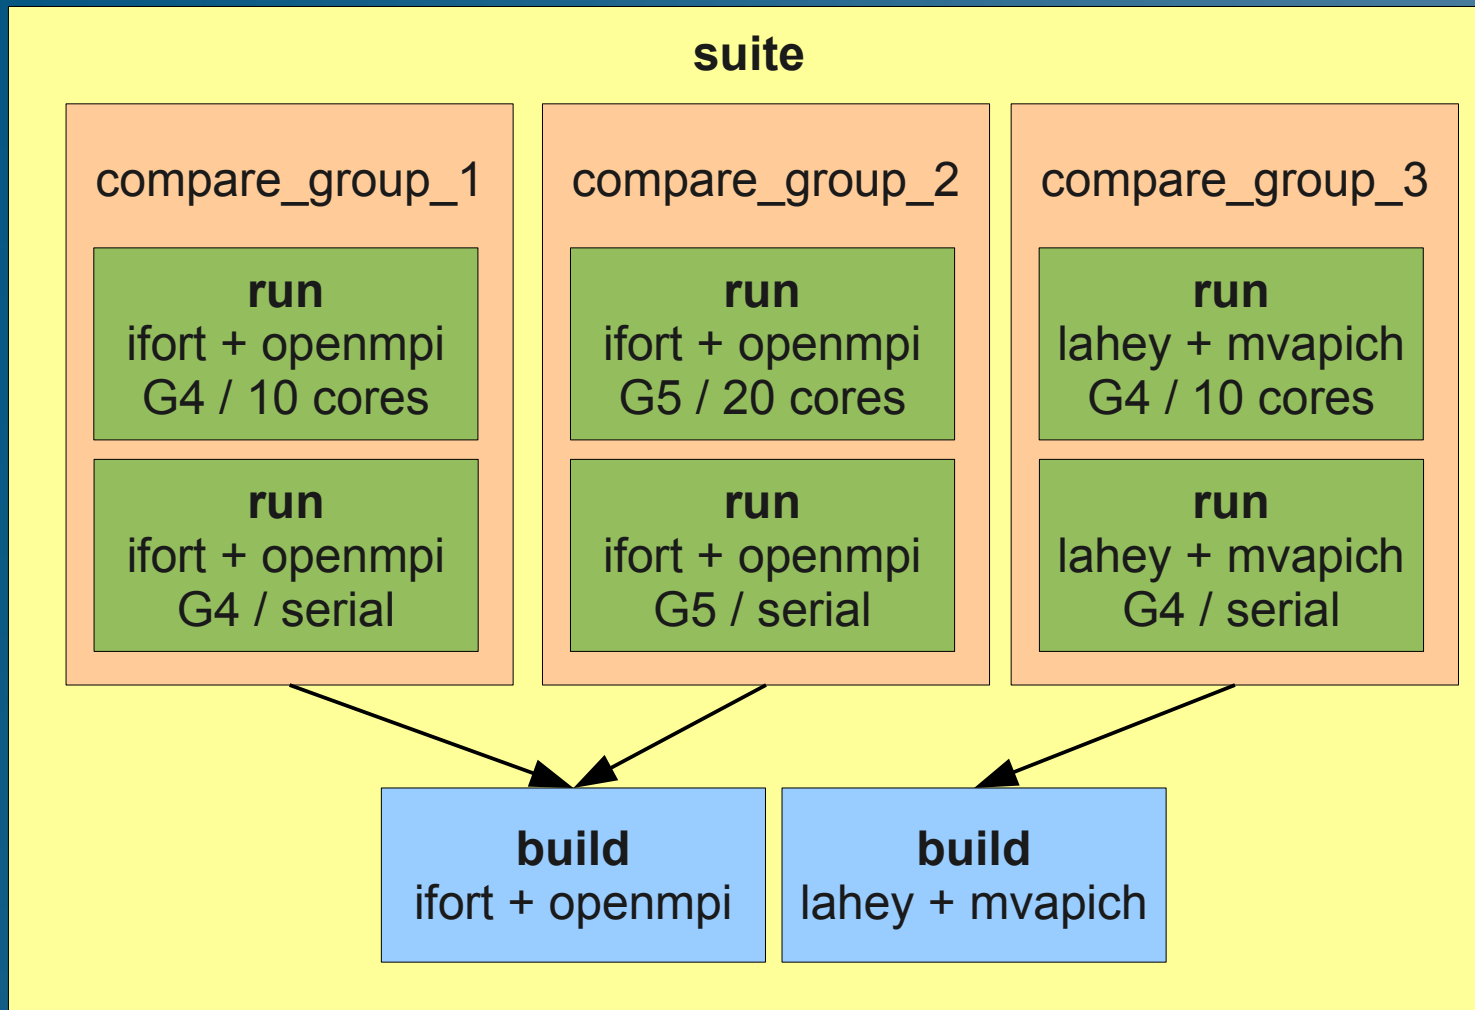 suite
compare_group_1
run
ifort + openmpi
G4 / 10 cores
run
ifort + openmpi
G4 / serial
compare_group_2
run
ifort + openmpi
G5 / 20 cores
run
ifort + openmpi
G5 / serial
compare_group_3
run
lahey + mvapich
G4 / 10 cores
run
lahey + mvapich
G4 / serial
build
ifort + openmpi
build
lahey + mvapich